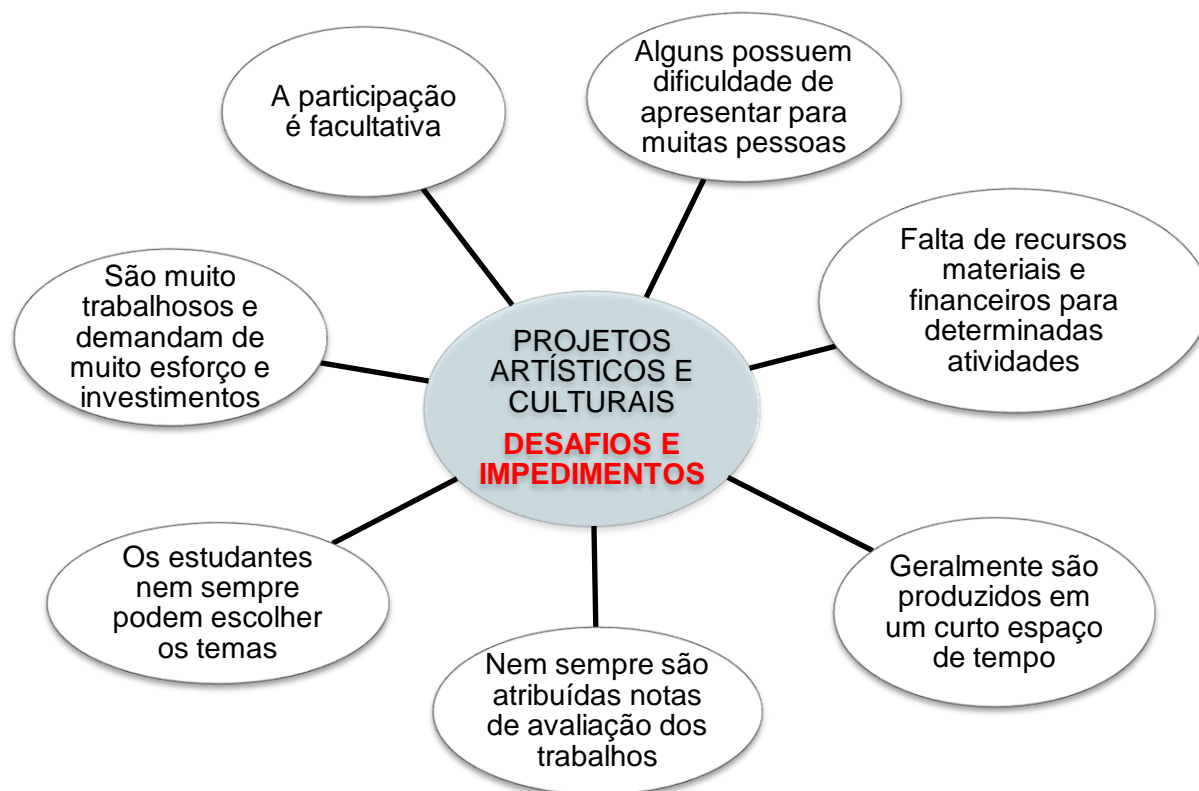 A participação
é facultativa
Alguns possuem
dificuldade de
apresentar para
muitas pessoas
Falta de recursos
materiais e
financeiros para
determinadas
atividades
São muito
trabalhosos e
demandam de
muito esforço e
investimentos
PROJETOS
ARTÍSTICOS E
CULTURAIS
DESAFIOS E
IMPEDIMENTOS
Os estudantes
nem sempre
podem escolher
os temas
Geralmente são
produzidos em
um curto espaço
de tempo
Nem sempre são
atribuídas notas
de avaliação dos
trabalhos